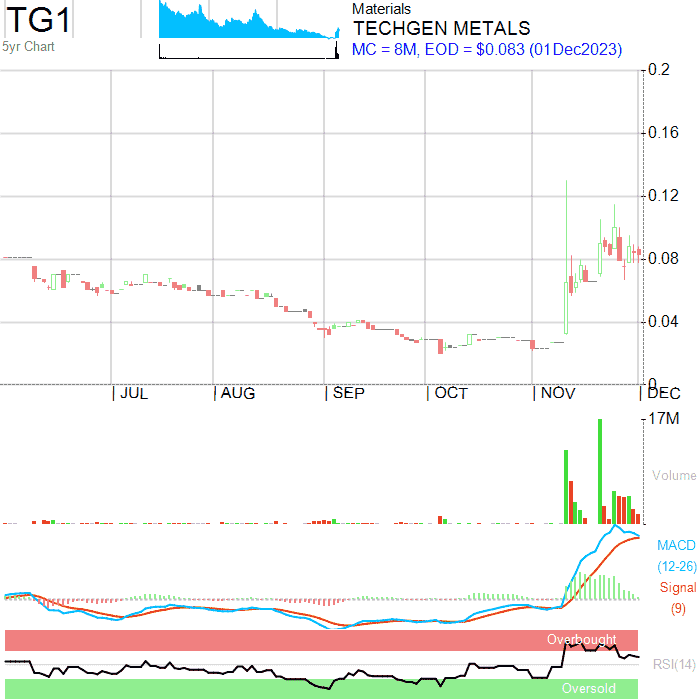 TG1
5yr Chart
Materials
TECHGEN METALS
MC = 8M, EOD = $0.083 (01Dec2023)
0.2
0.16
0.12
0.08
0.04
0
JUL
AUG
SEP
OCT
NOV
DEC
17M
Volume
MACD
(12-26)
Signal
(9)
Overbought
RSI(14)
Oversold